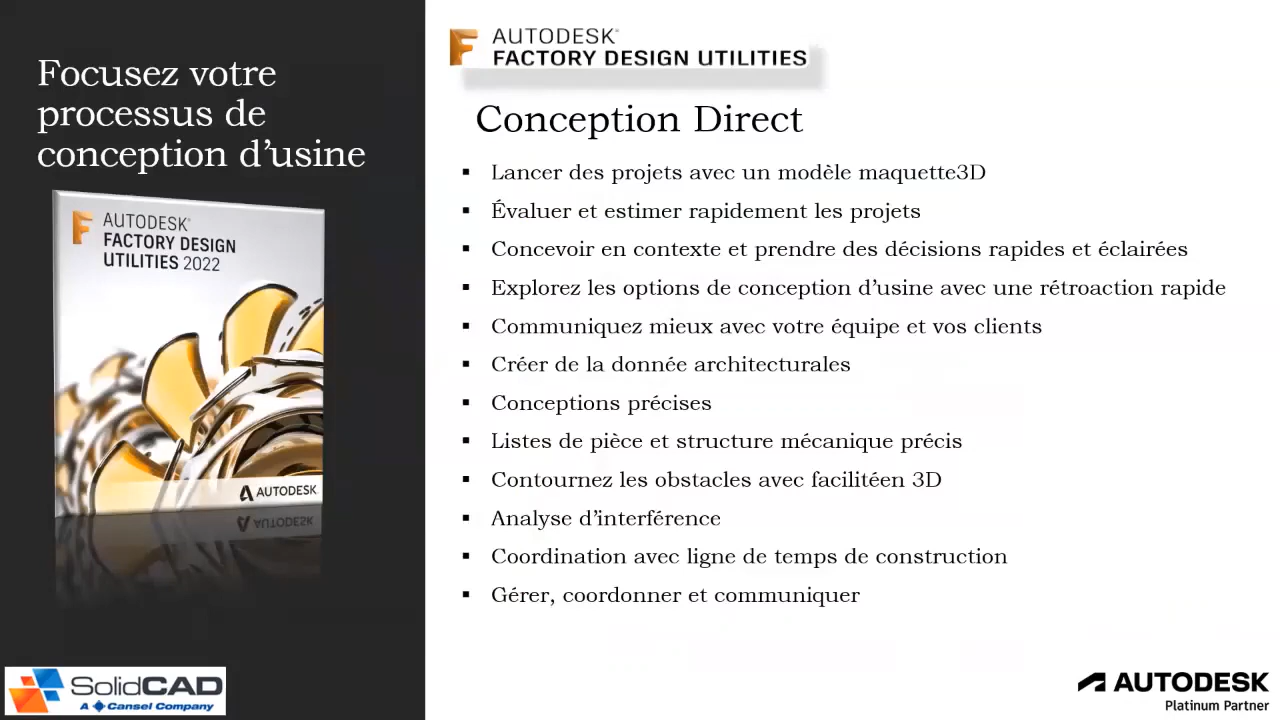 Focusez votre
processus de
conception d’usine
AUTODESK®
FACTORY DESIGN
UTILITIES 2022
AUTODESK
SolidCAD
A Cansel Company
AUTODESK®
FACTORY DESIGN UTILITIES
Conception Direct
▪ Lancer des projets avec un modèle maquette3D
▪ Évaluer et estimer rapidement les projets
▪ Concevoir en contexte et prendre des décisions rapides et éclairées
▪ Explorez les options de conception d’usine avec une rétroaction rapide
▪ Communiquez mieux avec votre équipe et vos clients
▪ Créer de la donnée architecturales
▪ Conceptions précises
▪ Listes de pièce et structure mécanique précis
▪ Contournez les obstacles avec facilitéen 3D
▪ Analyse d’interférence
▪ Coordination avec ligne de temps de construction
▪ Gérer, coordonner et communiquer
AUTODESK
Platinum Partner